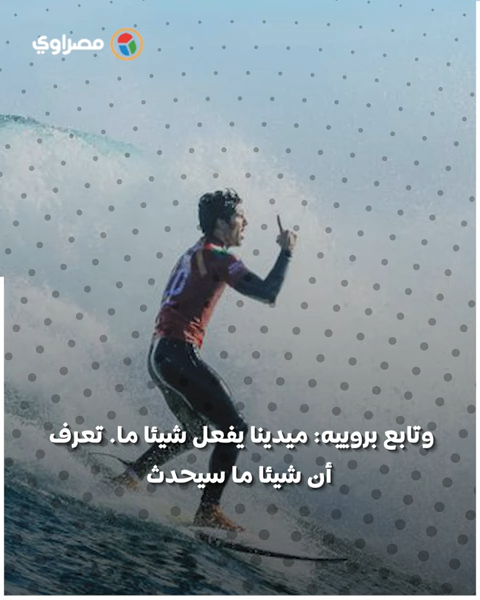 مصراوي
وتابع بروييه: ميدينا يفعل شيئا ما. تعرف
أن شيئا ما سيحدث